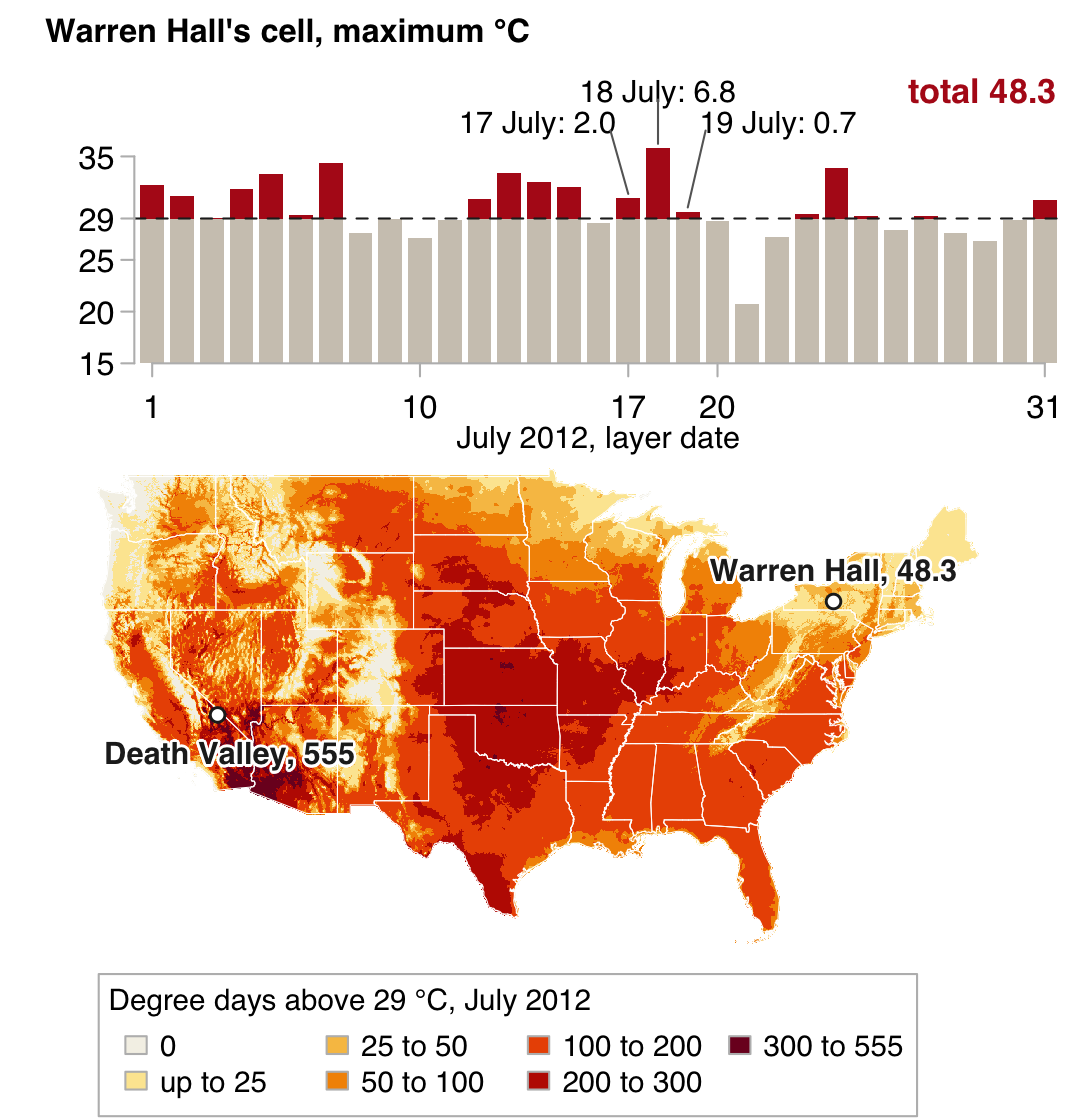 Warren Hall's cell, maximum °C
18 July: 6.8
total 48.3
17 July: 2.0
19 July: 0.7
35
29
25
20
15
1 10 17 20 31
July 2012, layer date
Warren Hall, 48.3
Death Valley, 555
Degree days above 29 °C, July 2012
0 25 to 50 100 to 200 300 to 555
up to 25 50 to 100 200 to 300